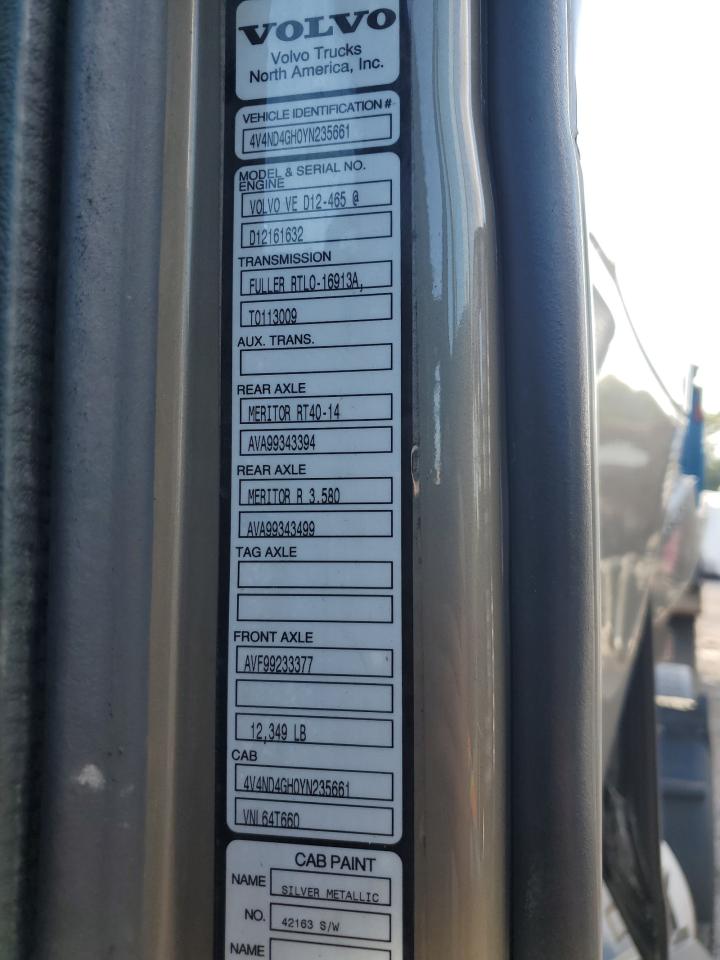 VOLVO
Volvo Trucks
North America, Inc.
VEHICLE IDENTIFICATION #
4V4ND4GH0YN235661
MODEL & SERIAL NO.
ENGINE
VOLVO VE D12-465 @
D12161632
TRANSMISSION
FULLER RTLO-16913A,
T0113009
AUX. TRANS.
REAR AXLE
MERITOR RT40-14
AVA99343394
REAR AXLE
MERITOR R 3.580
AVA99343499
TAG AXLE
FRONT AXLE
AVF99233377
12,349 LB
CAB
4V4ND4GH0YN235661
VNL64T660
CAB PAINT
NAME SILVER METALLIC
NO. 42163 S/W
NAME